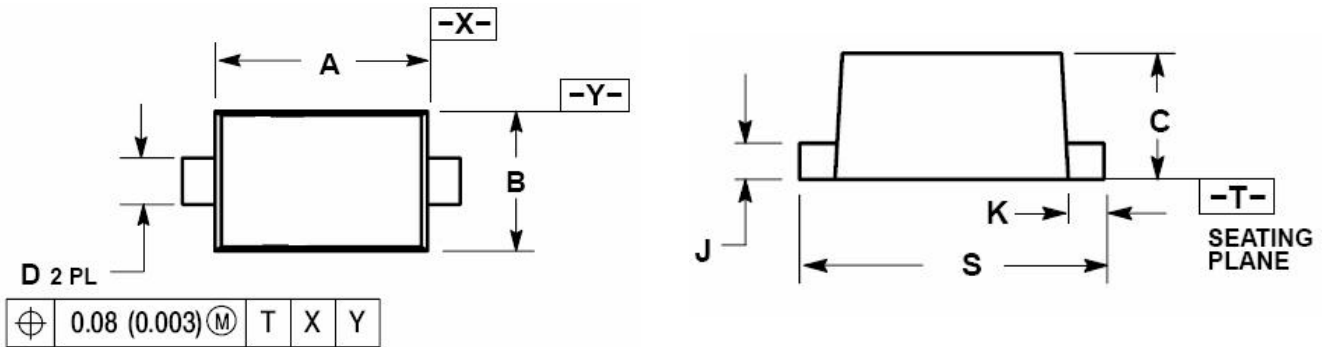 -X-
A
-Y-
B
D 2 PL
⌖ 0.08 (0.003) Ⓜ T X Y
C
K
-T-
J
S
SEATING
PLANE